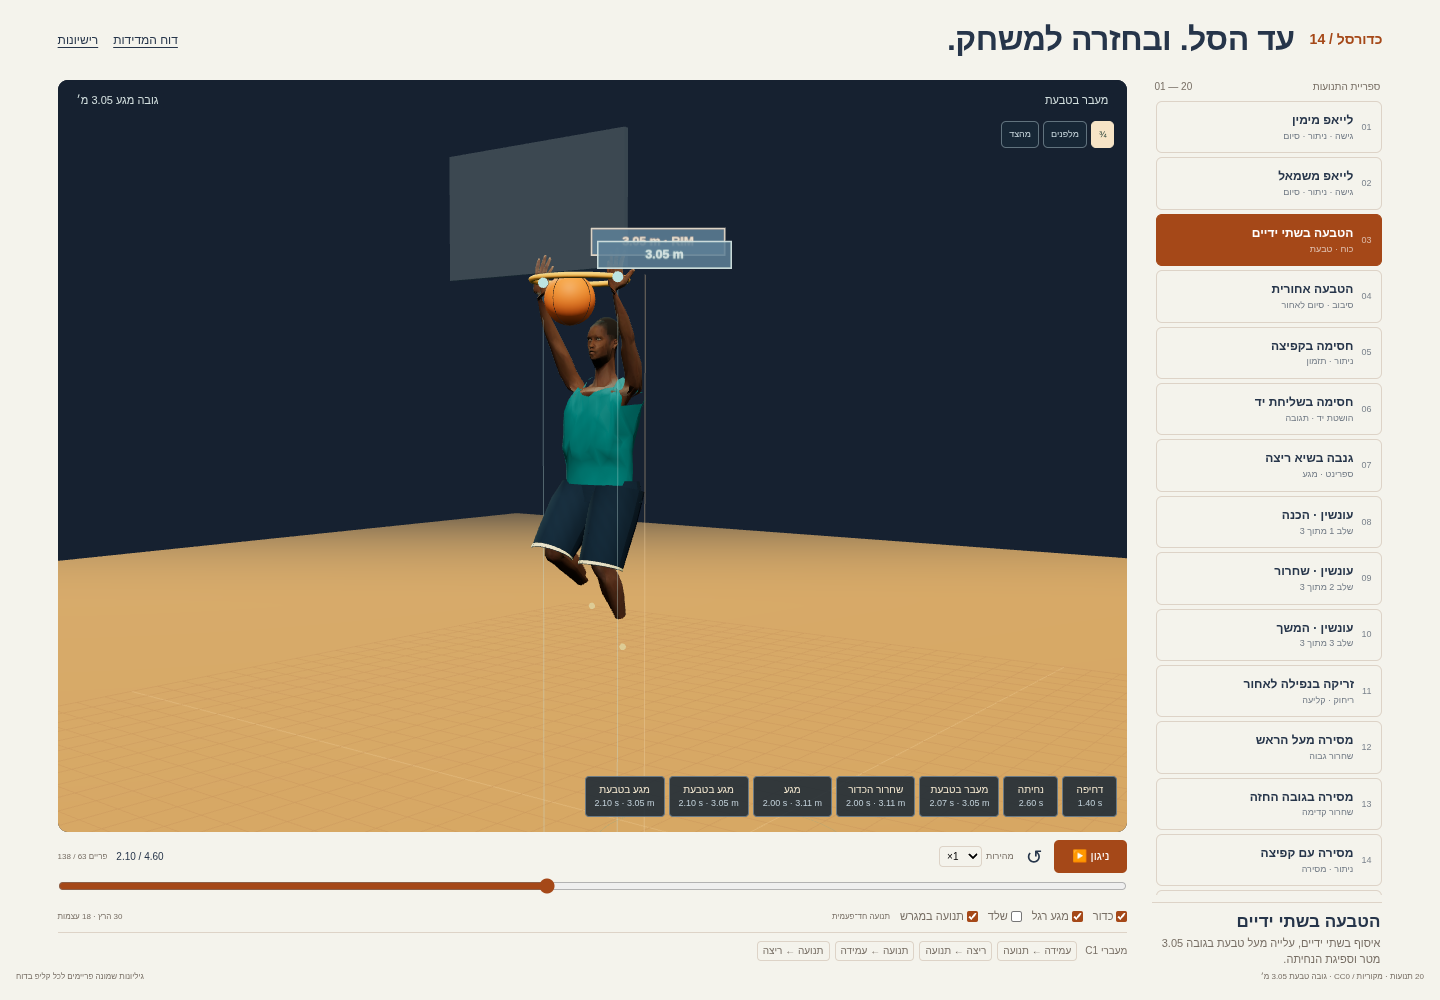 כדורסל / 14
עד הסל. ובחזרה למשחק.
דוח המדידות
רישיונות
ספריית התנועות
01 — 20
01
לייאפ מימין
גישה · ניתור · סיום
02
לייאפ משמאל
גישה · ניתור · סיום
03
הטבעה בשתי ידיים
כוח · טבעת
04
הטבעה אחורית
סיבוב · סיום לאחור
05
חסימה בקפיצה
ניתור · תזמון
06
חסימה בשליחת יד
הושטת יד · תגובה
07
גנבה בשיא ריצה
ספרינט · מגע
08
עונשין · הכנה
שלב 1 מתוך 3
09
עונשין · שחרור
שלב 2 מתוך 3
10
עונשין · המשך
שלב 3 מתוך 3
11
זריקה בנפילה לאחור
ריחוק · קליעה
12
מסירה מעל הראש
שחרור גבוה
13
מסירה בגובה החזה
שחרור קדימה
14
מסירה עם קפיצה
ניתור · מסירה
הטבעה בשתי ידיים
איסוף בשתי ידיים, עלייה מעל טבעת בגובה 3.05
מטר וספיגת הנחיתה.
מעבר בטבעת
גובה מגע 3.05 מ׳
¾
מלפנים
מהצד
3.05 m · RIM
3.05 m
דחיפה
1.40 s
נחיתה
2.60 s
מעבר בטבעת
2.07 s · 3.05 m
שחרור הכדור
2.00 s · 3.11 m
מגע
2.00 s · 3.11 m
מגע בטבעת
2.10 s · 3.05 m
מגע בטבעת
2.10 s · 3.05 m
ניגון ▶️
↺
מהירות
×1
2.10 / 4.60
פריים 63 / 138
כדור
מגע רגל
שלד
תנועה במגרש
תנועה חד־פעמית
30 הרץ · 18 עצמות
מעברי C1
עמידה ← תנועה
ריצה ← תנועה
תנועה ← עמידה
תנועה ← ריצה
20 תנועות · מקוריות / CC0 · גובה טבעת 3.05 מ׳
גיליונות שמונה פריימים לכל קליפ בדוח